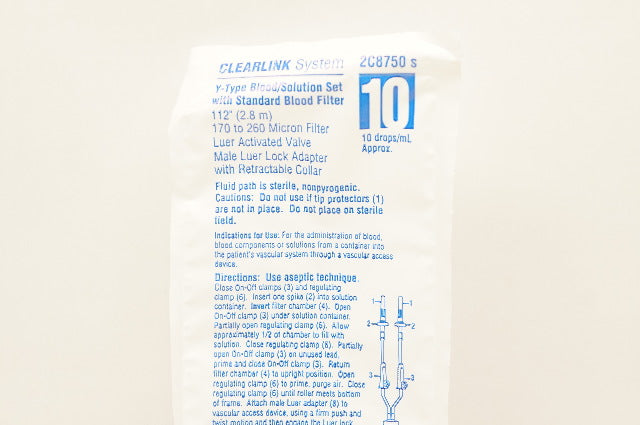 CLEARLINK System
2C8750 s
Y-Type Blood/Solution Set
with Standard Blood Filter
112" (2.8 m)
170 to 260 Micron Filter
Luer Activated Valve
Male Luer Lock Adapter
with Retractable Collar
10
10 drops/mL
Approx.
Fluid path is sterile, nonpyrogenic.
Cautions: Do not use if tip protectors (1)
are not in place. Do not place on sterile
field.
Indications for Use: For the administration of blood,
blood components or solutions from a container into
the patient's vascular system through a vascular access
device.
Directions: Use aseptic technique.
Close On-Off clamps (3) and regulating
clamp (6). Insert one spike (2) into solution
container. Invert filter chamber (4). Open
On-Off clamp (3) under solution container.
Partially open regulating clamp (6). Allow
approximately 1/2 of chamber to fill with
solution. Close regulating clamp (6). Partially
open On-Off clamp (3) on unused lead,
prime and close On-Off clamp (3). Return
filter chamber (4) to upright position. Open
regulating clamp (6) to prime, purge air. Close
regulating clamp (6) until roller meets bottom
of frame. Attach male Luer adapter (8) to
vascular access device, using a firm push and
twist motion and then engage the Luer lock
1 1
2 2
3 3